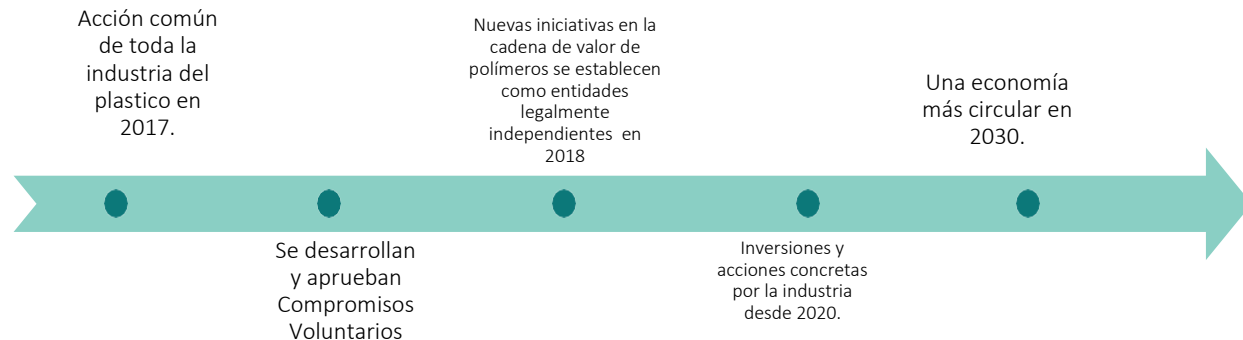 Acción común
de toda la
industria del
plastico en
2017.
Se desarrollan
y aprueban
Compromisos
Voluntarios
Nuevas iniciativas en la
cadena de valor de
polímeros se establecen
como entidades
legalmente
independientes en
2018
Inversiones y
acciones concretas
por la industria
desde 2020.
Una economía
más circular en
2030.